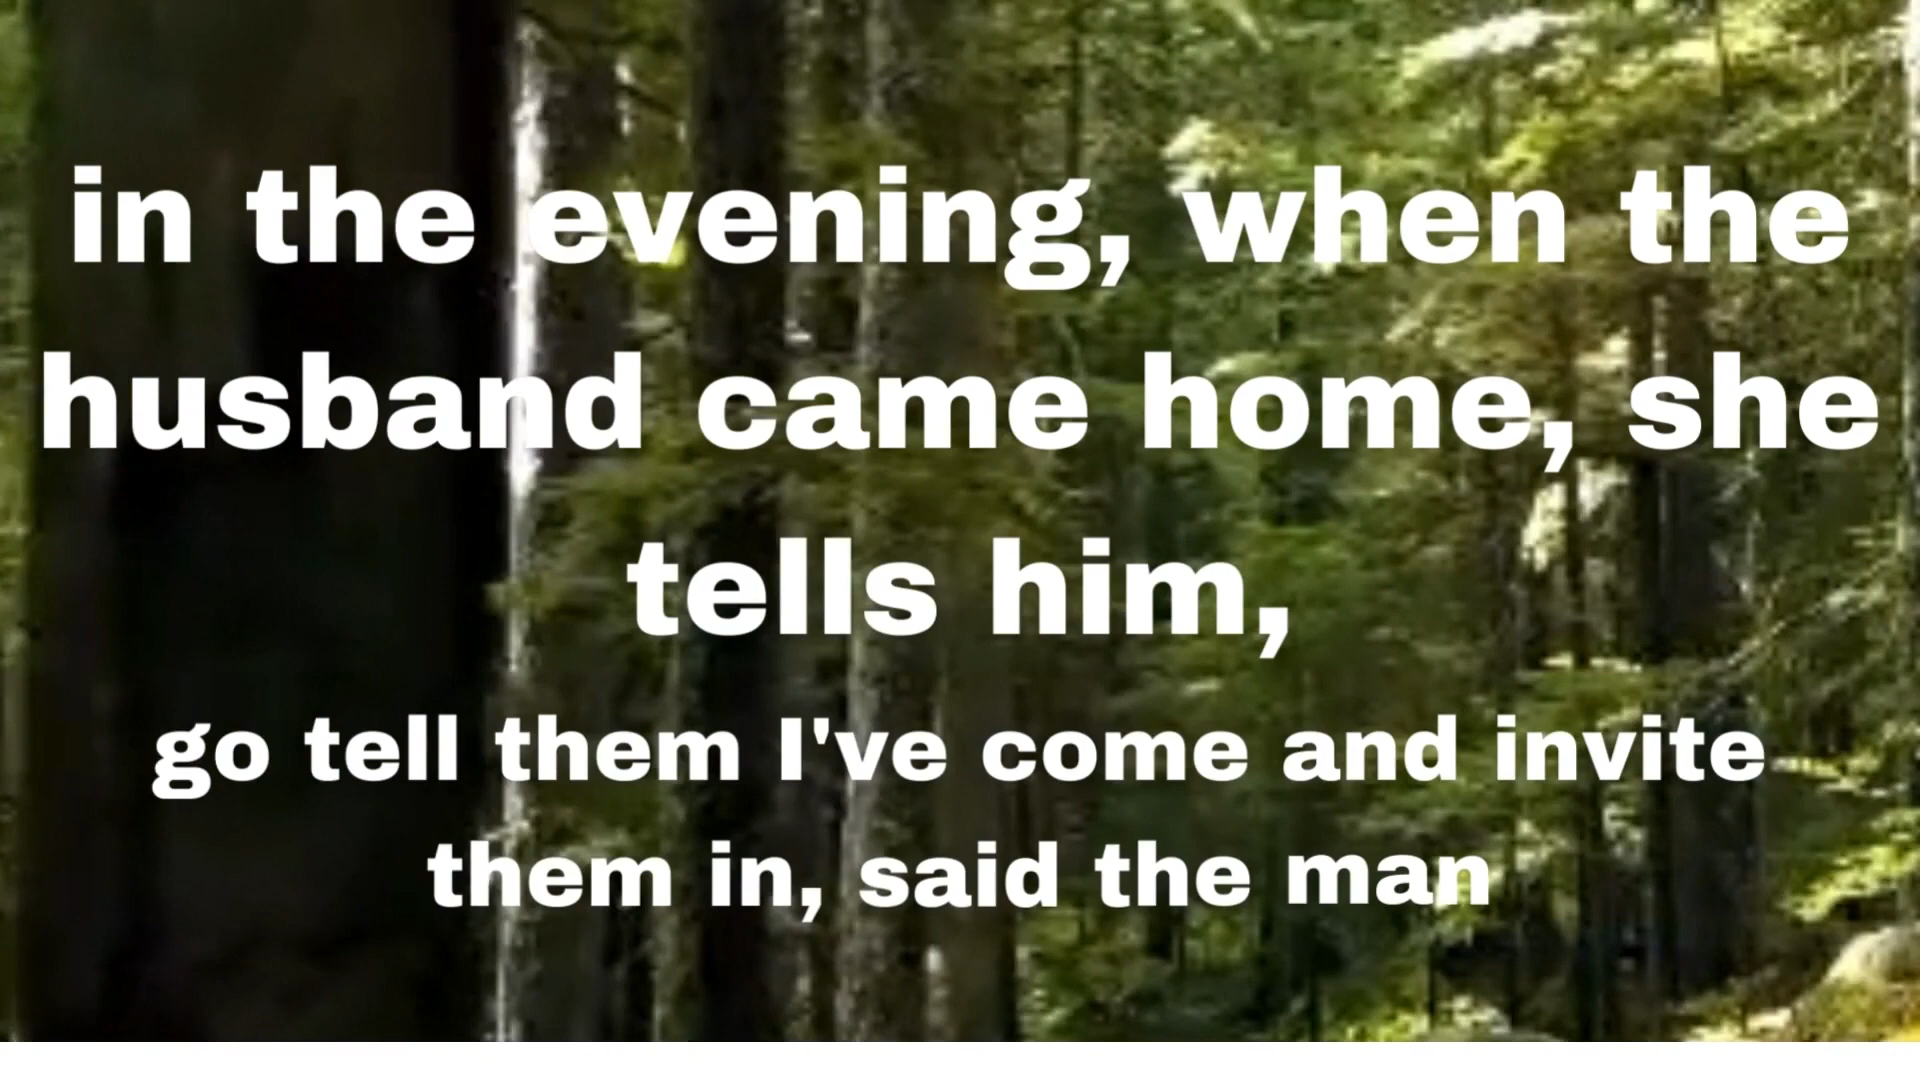 in the evening, when the
husband came home, she
tells him,
go tell them I've come and invite
them in, said the man